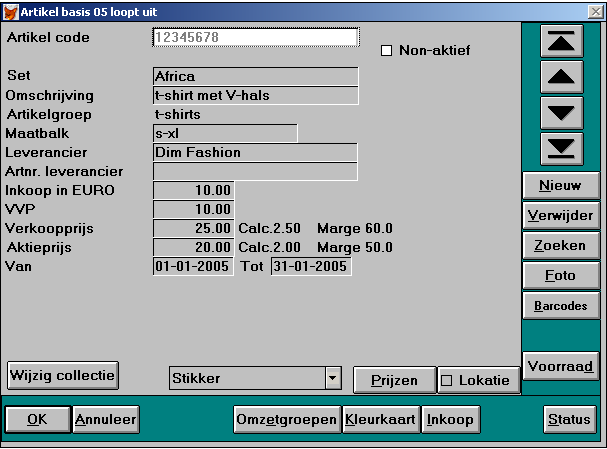 Artikel basis 05 loopt uit
Artikel code 12345678
Non-aktief
Set Africa
Omschrijving t-shirt met V-hals
Artikelgroep t-shirts
Maatbalk s-xl
Leverancier Dim Fashion
Artnr. leverancier
Inkoop in EURO 10.00
VVP 10.00
Verkoopprijs 25.00 Calc.2.50 Marge 60.0
Aktieprijs 20.00 Calc.2.00 Marge 50.0
Van 01-01-2005 Tot 31-01-2005
Nieuw
Verwijder
Zoeken
Foto
Barcodes
Voorraad
Wijzig collectie Stikker Prijzen Lokatie
OK Annuleer Omzetgroepen Kleurkaart Inkoop Status